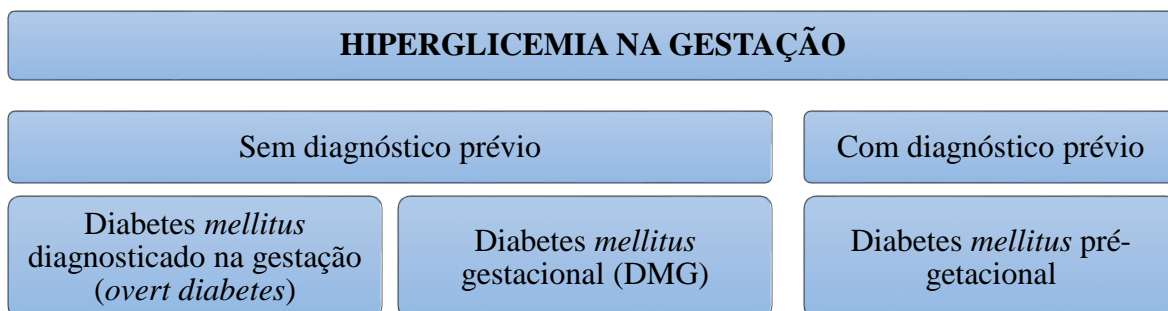 HIPERGLICEMIA NA GESTAÇÃO
Sem diagnóstico prévio
Com diagnóstico prévio
Diabetes mellitus
diagnosticado na gestação
(overt diabetes)
Diabetes mellitus
gestacional (DMG)
Diabetes mellitus pré-
getacional